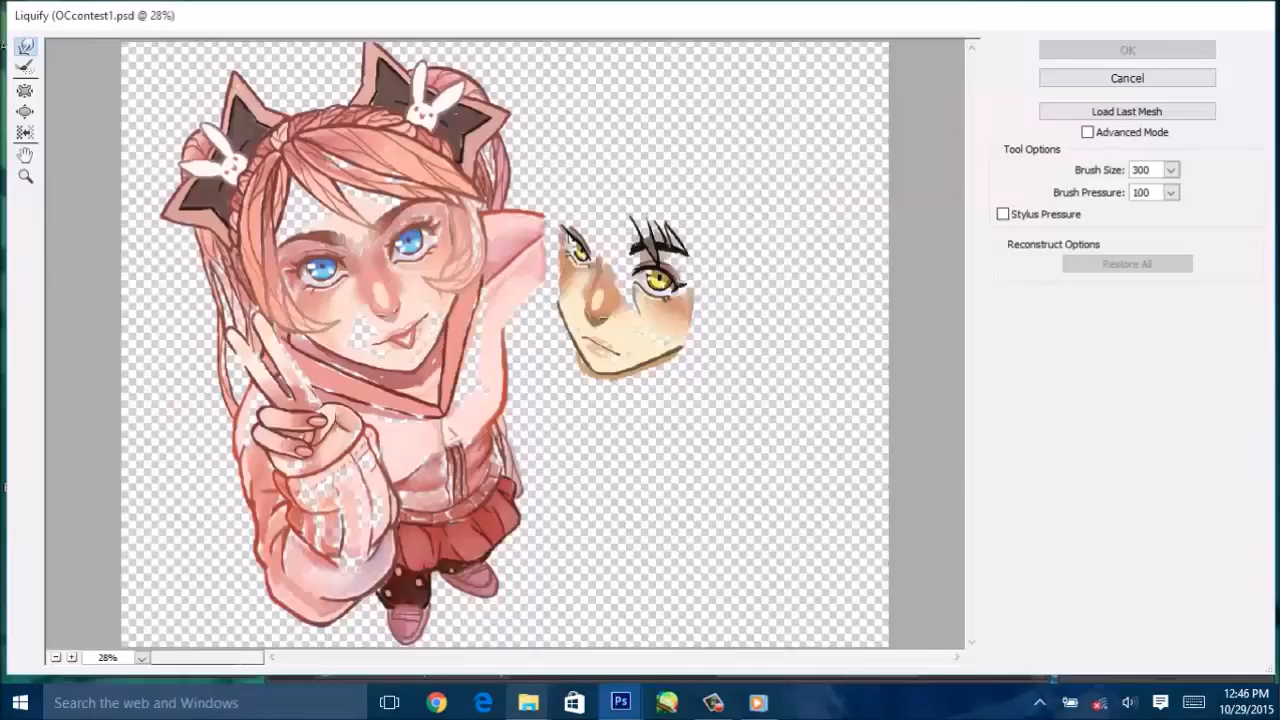 Liquify (OCcontest1.psd @ 28%)
OK
Cancel
Load Last Mesh
Advanced Mode
Tool Options
Brush Size: 300
Brush Pressure: 100
Stylus Pressure
Reconstruct Options
Restore All
28%
Search the web and Windows
Ps
12:46 PM
10/29/2015